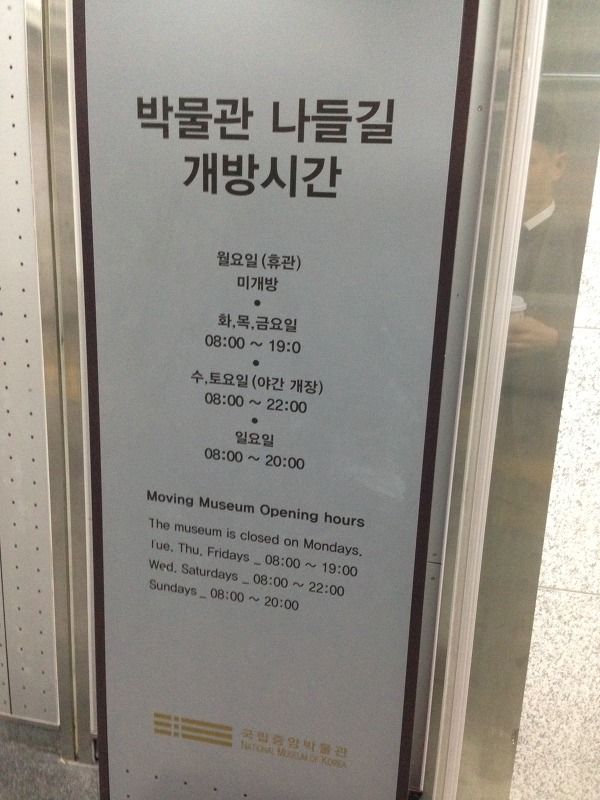 박물관 나들길
개방시간
월요일(휴관)
미개방
•
화,목,금요일
08:00 ~ 19:0
•
수,토요일(야간 개장)
08:00 ~ 22:00
•
일요일
08:00 ~ 20:00
Moving Museum Opening hours
The museum is closed on Mondays.
Tue, Thu, Fridays _ 08:00 ~ 19:00
Wed, Saturdays _ 08:00 ~ 22:00
Sundays _ 08:00 ~ 20:00
국립중앙박물관
NATIONAL MUSEUM OF KOREA